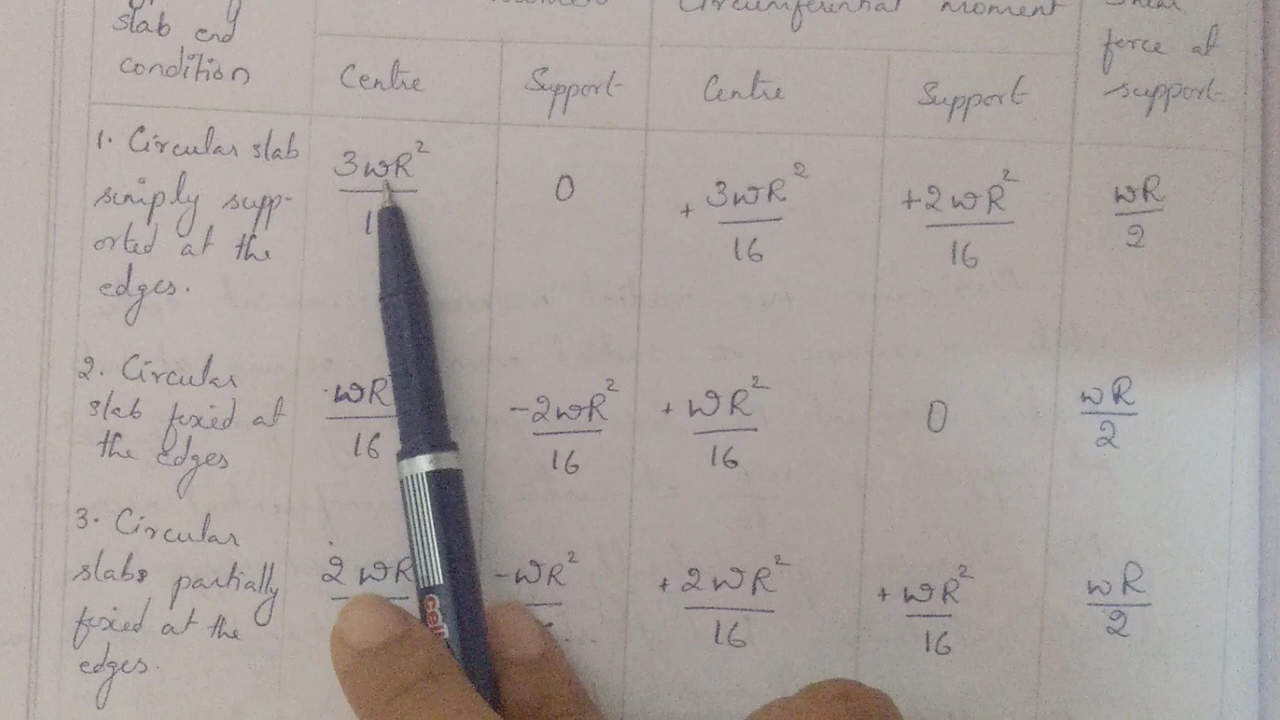 Circumferential moment
slab end
condition
force at
support.
Centre
Support
Centre
Support
1. Circular slab
simply supp-
orted at the
edges.
3wR²
0
+ 3wR²
16
+2wR²
16
wR
2
2. Circular
slab fixed at
the edges
wR
16
-2wR²
16
+ wR²
16
0
wR
2
3. Circular
slabs partially
fixed at the
edges.
2 wR
-wR²
+ 2wR²
16
+ wR²
16
wR
2
cell